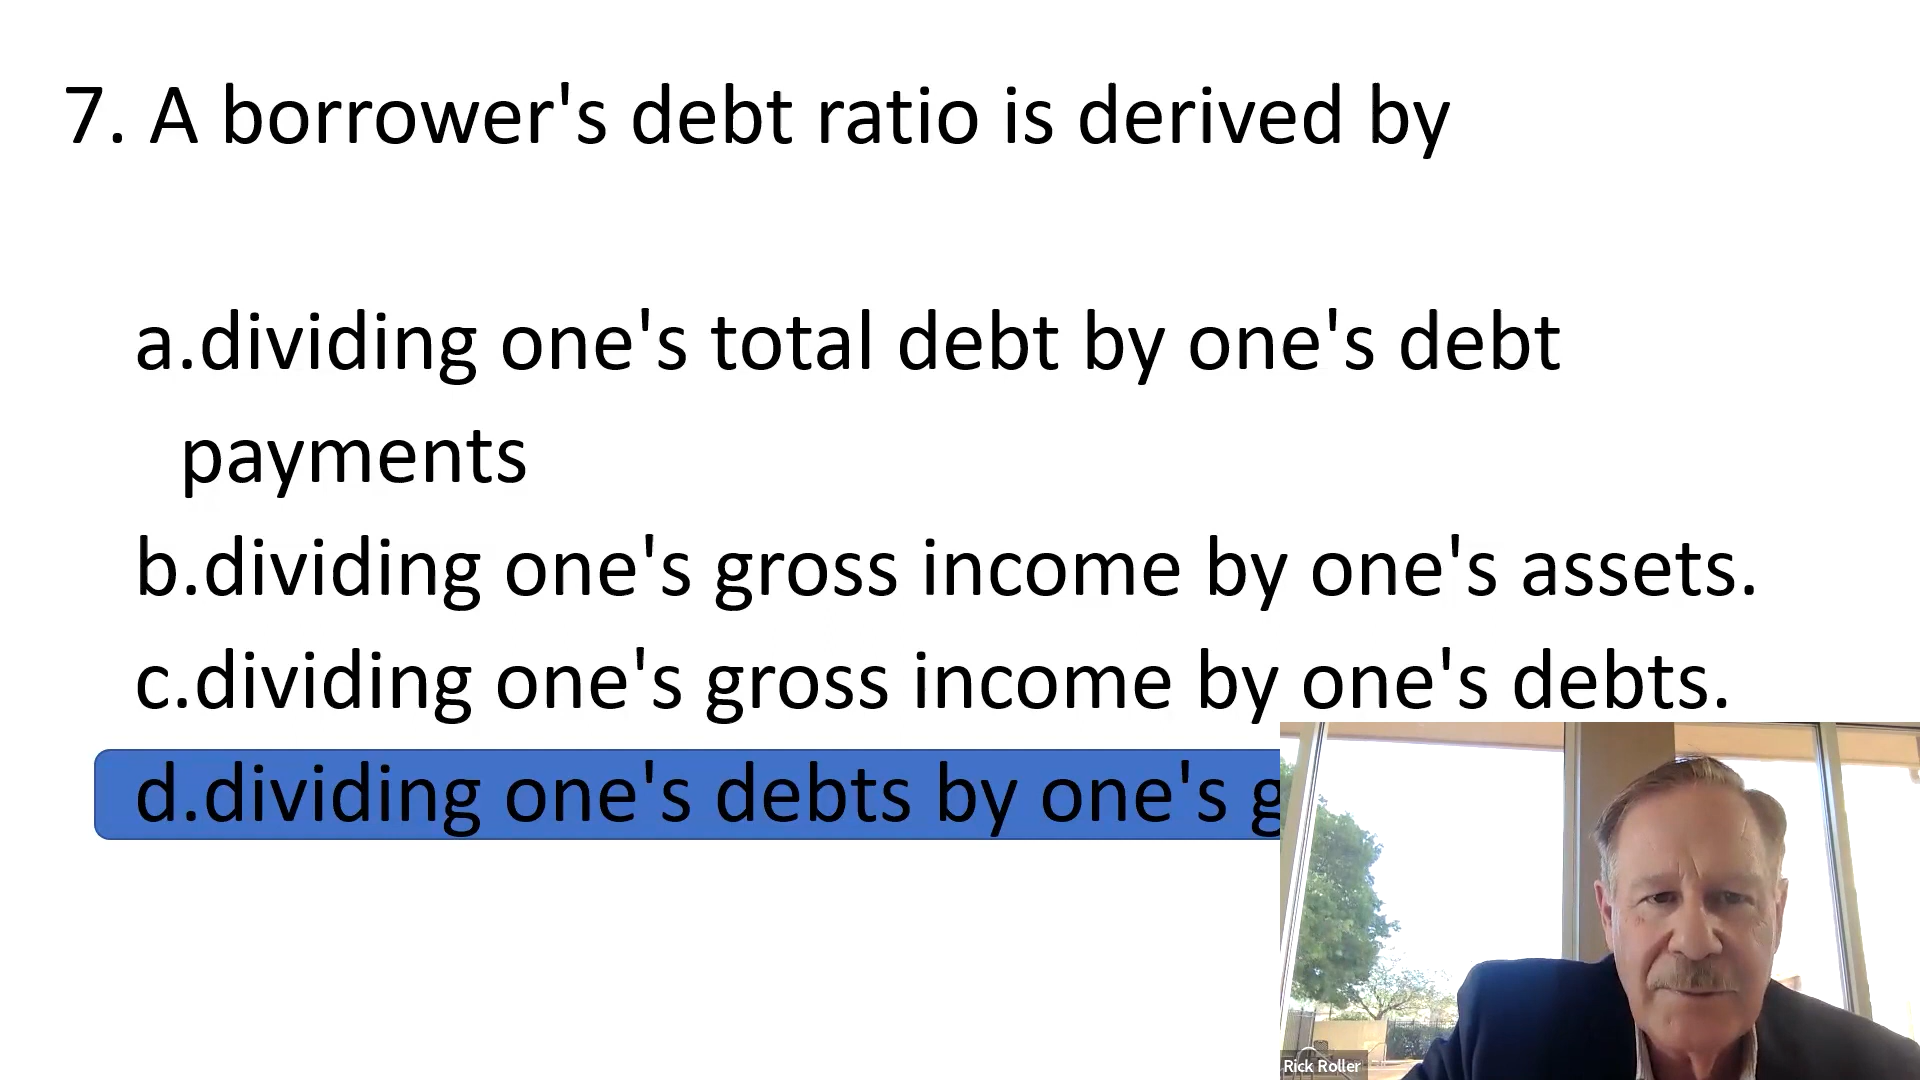 7. A borrower's debt ratio is derived by
a.dividing one's total debt by one's debt
payments
b.dividing one's gross income by one's assets.
c.dividing one's gross income by one's debts.
d.dividing one's debts by one's
Rick Roller